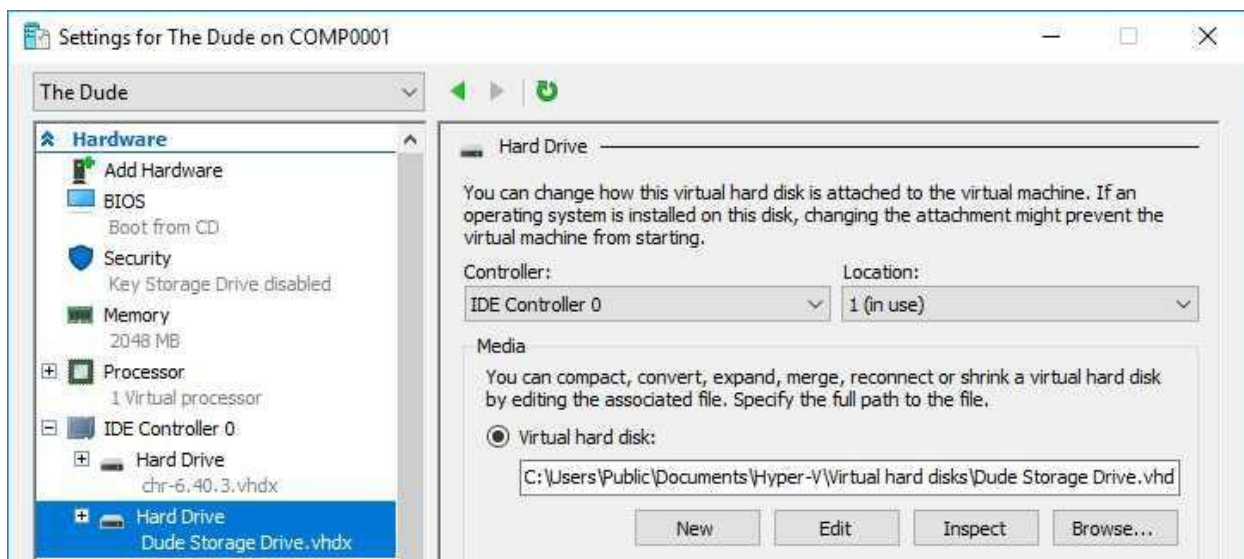 Settings for The Dude on COMP0001
The Dude
Hardware
Add Hardware
BIOS
Boot from CD
Security
Key Storage Drive disabled
Memory
2048 MB
Processor
1 Virtual processor
IDE Controller 0
Hard Drive
chr-6.40.3.vhdx
Hard Drive
Dude Storage Drive.vhdx
Hard Drive
You can change how this virtual hard disk is attached to the virtual machine. If an
operating system is installed on this disk, changing the attachment might prevent the
virtual machine from starting.
Controller:
Location:
IDE Controller 0
1 (in use)
Media
You can compact, convert, expand, merge, reconnect or shrink a virtual hard disk
by editing the associated file. Specify the full path to the file.
Virtual hard disk:
C:\Users\Public\Documents\Hyper-V\Virtual hard disks\Dude Storage Drive.vhd
New
Edit
Inspect
Browse...